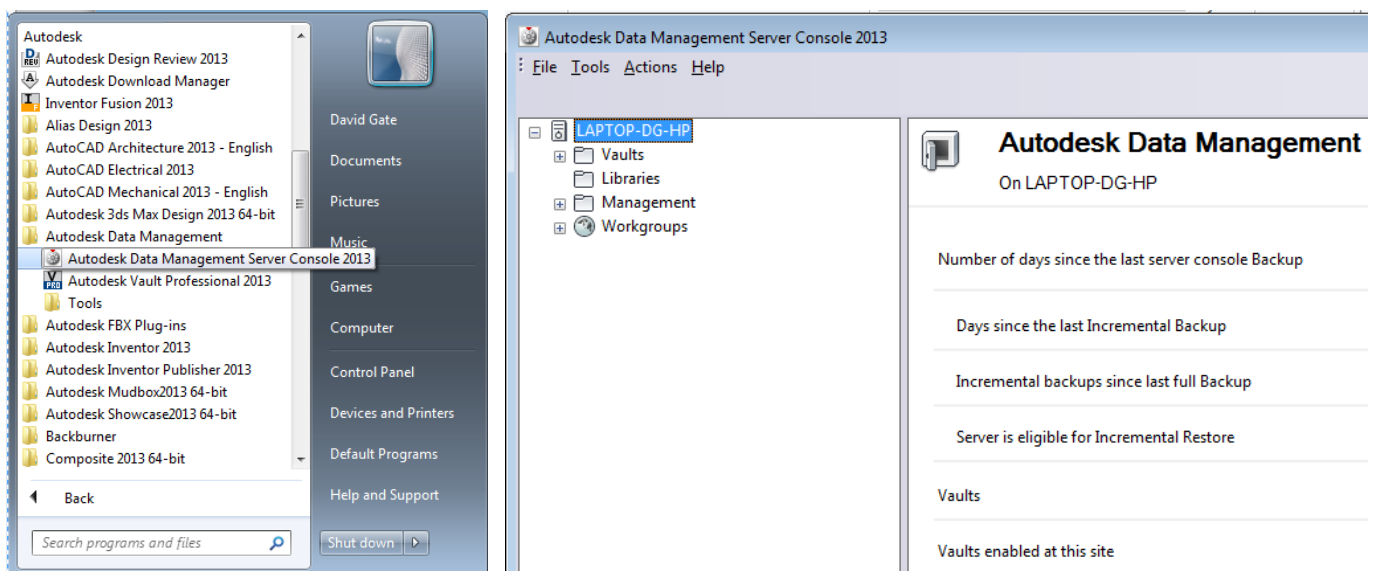 Autodesk
Autodesk Design Review 2013
Autodesk Download Manager
Inventor Fusion 2013
Alias Design 2013
AutoCAD Architecture 2013 - English
AutoCAD Electrical 2013
AutoCAD Mechanical 2013 - English
Autodesk 3ds Max Design 2013 64-bit
Autodesk Data Management
Autodesk Data Management Server Console 2013
Autodesk Vault Professional 2013
Tools
Autodesk FBX Plug-ins
Autodesk Inventor 2013
Autodesk Inventor Publisher 2013
Autodesk Mudbox2013 64-bit
Autodesk Showcase2013 64-bit
Backburner
Composite 2013 64-bit
Back
Search programs and files
David Gate
Documents
Pictures
Music
Games
Computer
Control Panel
Devices and Printers
Default Programs
Help and Support
Shut down
Autodesk Data Management Server Console 2013
File Tools Actions Help
LAPTOP-DG-HP
Vaults
Libraries
Management
Workgroups
Autodesk Data Management
On LAPTOP-DG-HP
Number of days since the last server console Backup
Days since the last Incremental Backup
Incremental backups since last full Backup
Server is eligible for Incremental Restore
Vaults
Vaults enabled at this site